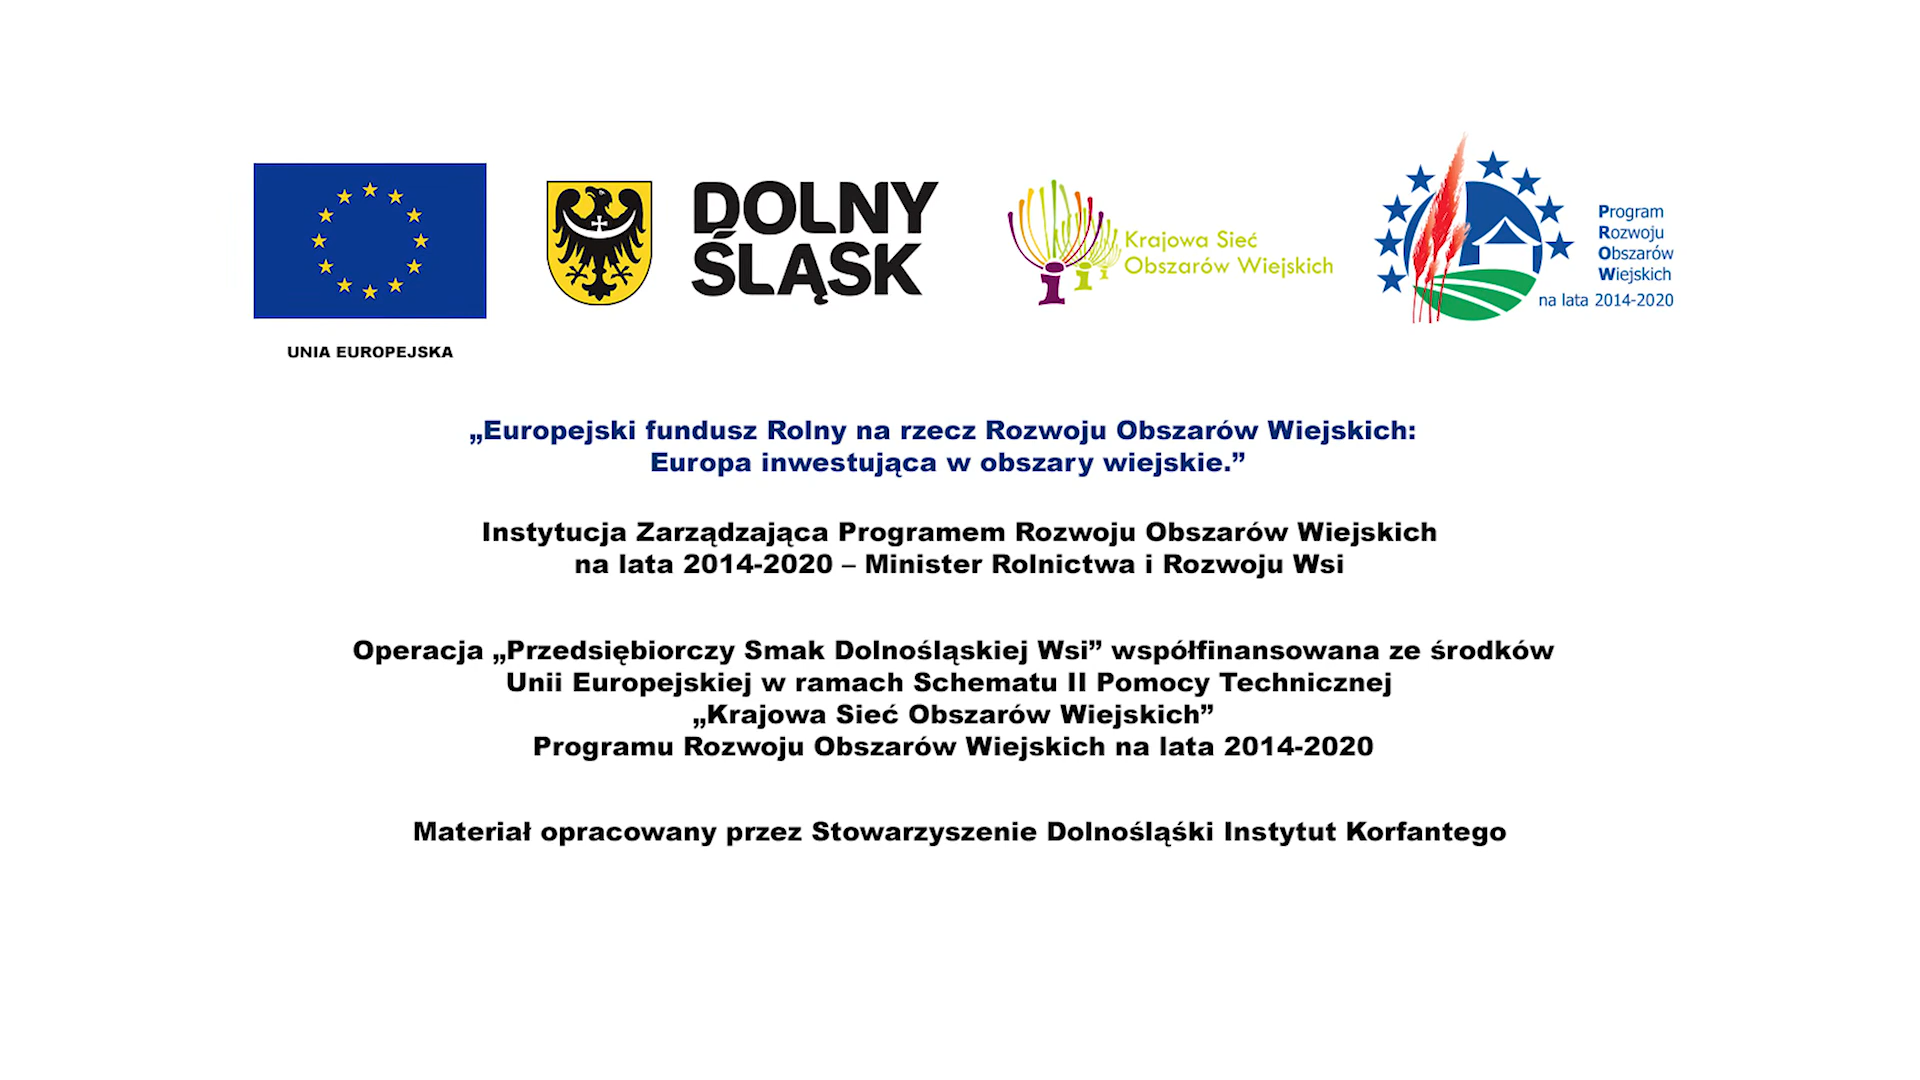 UNIA EUROPEJSKA
DOLNY
ŚLĄSK
Krajowa Sieć
Obszarów Wiejskich
Program
Rozwoju
Obszarów
Wiejskich
na lata 2014-2020
„Europejski fundusz Rolny na rzecz Rozwoju Obszarów Wiejskich:
Europa inwestująca w obszary wiejskie.”
Instytucja Zarządzająca Programem Rozwoju Obszarów Wiejskich
na lata 2014-2020 – Minister Rolnictwa i Rozwoju Wsi
Operacja „Przedsiębiorczy Smak Dolnośląskiej Wsi” współfinansowana ze środków
Unii Europejskiej w ramach Schematu II Pomocy Technicznej
„Krajowa Sieć Obszarów Wiejskich”
Programu Rozwoju Obszarów Wiejskich na lata 2014-2020
Materiał opracowany przez Stowarzyszenie Dolnośląśki Instytut Korfantego